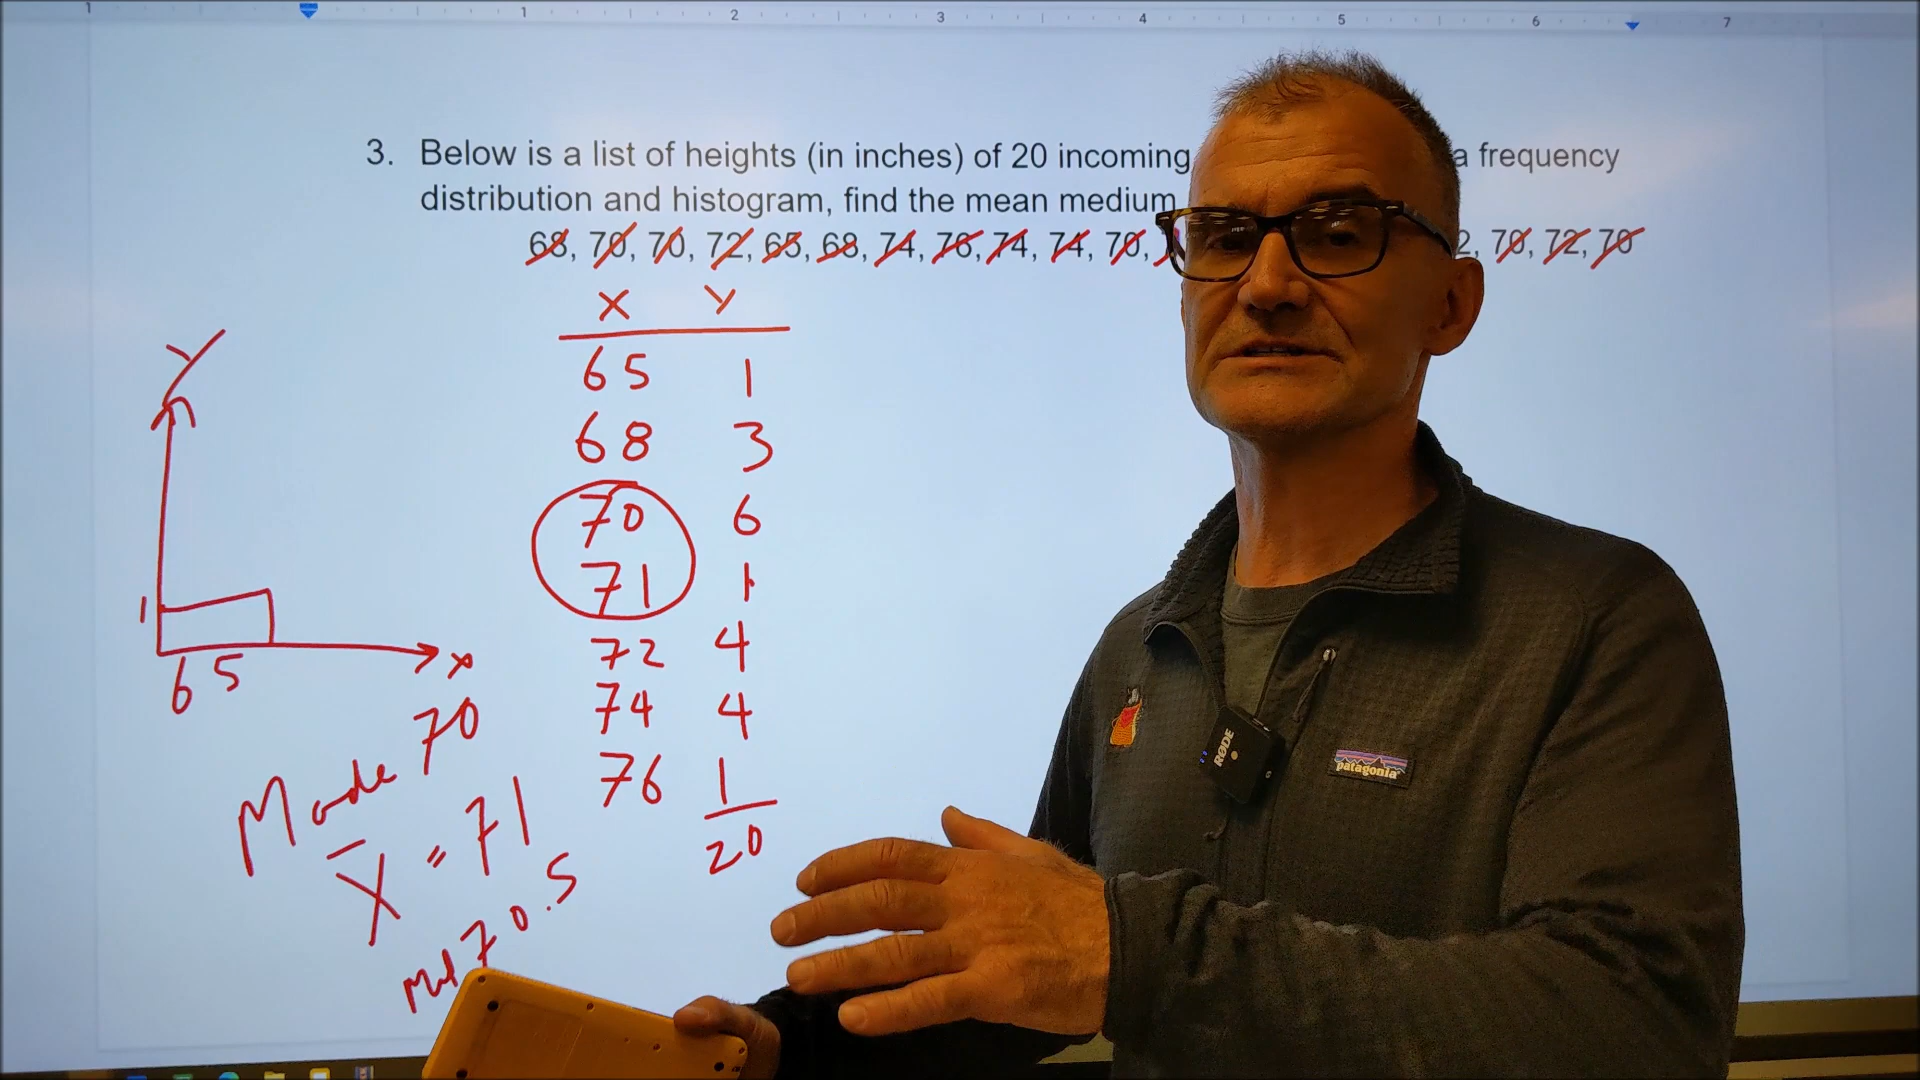 1 1 2 3 4 5 6 7
3. Below is a list of heights (in inches) of 20 incoming a frequency
distribution and histogram, find the mean medium
68, 70, 70, 72, 65, 68, 74, 76, 74, 74, 70, 2, 70, 72, 70
X Y
65 1
68 3
70 6
71 1
72 4
74 4
76 1
20
Y
1
65 x
Mode 70
X̄ = 71
Med 70.5
RØDE
patagonia